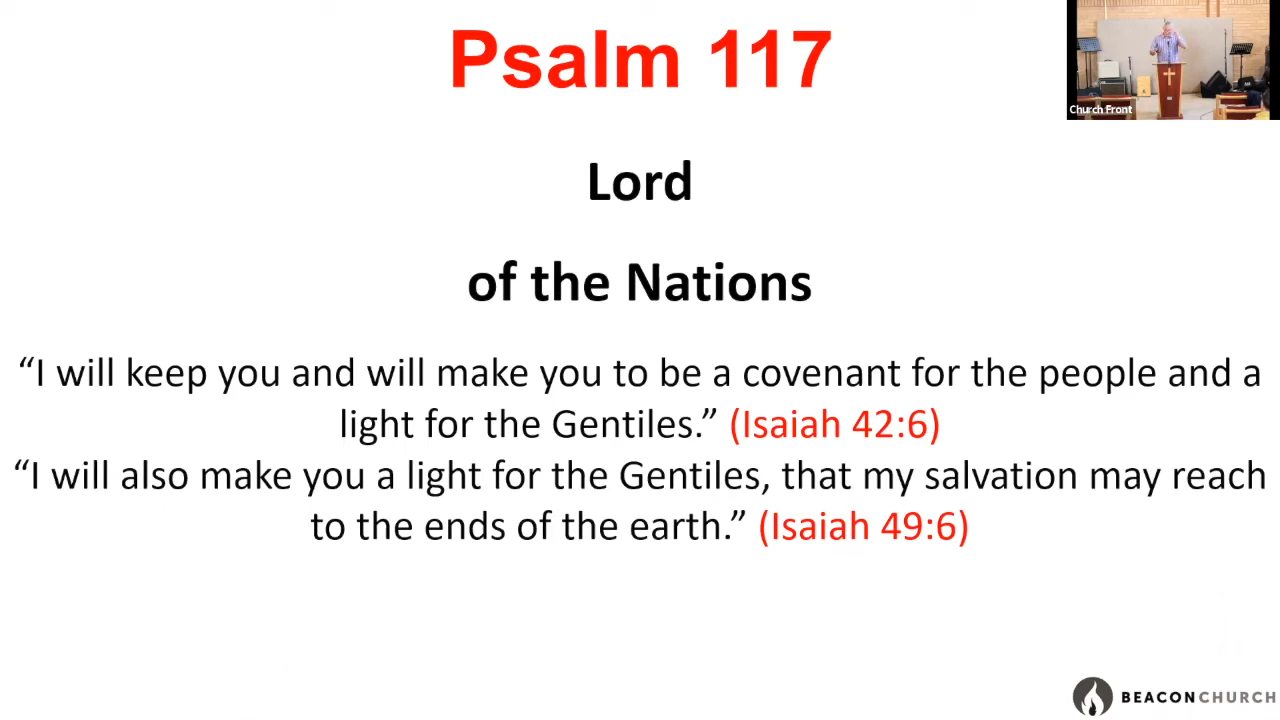 Psalm 117
Church Front
Lord
of the Nations
“I will keep you and will make you to be a covenant for the people and a
light for the Gentiles.” (Isaiah 42:6)
“I will also make you a light for the Gentiles, that my salvation may reach
to the ends of the earth.” (Isaiah 49:6)
BEACONCHURCH